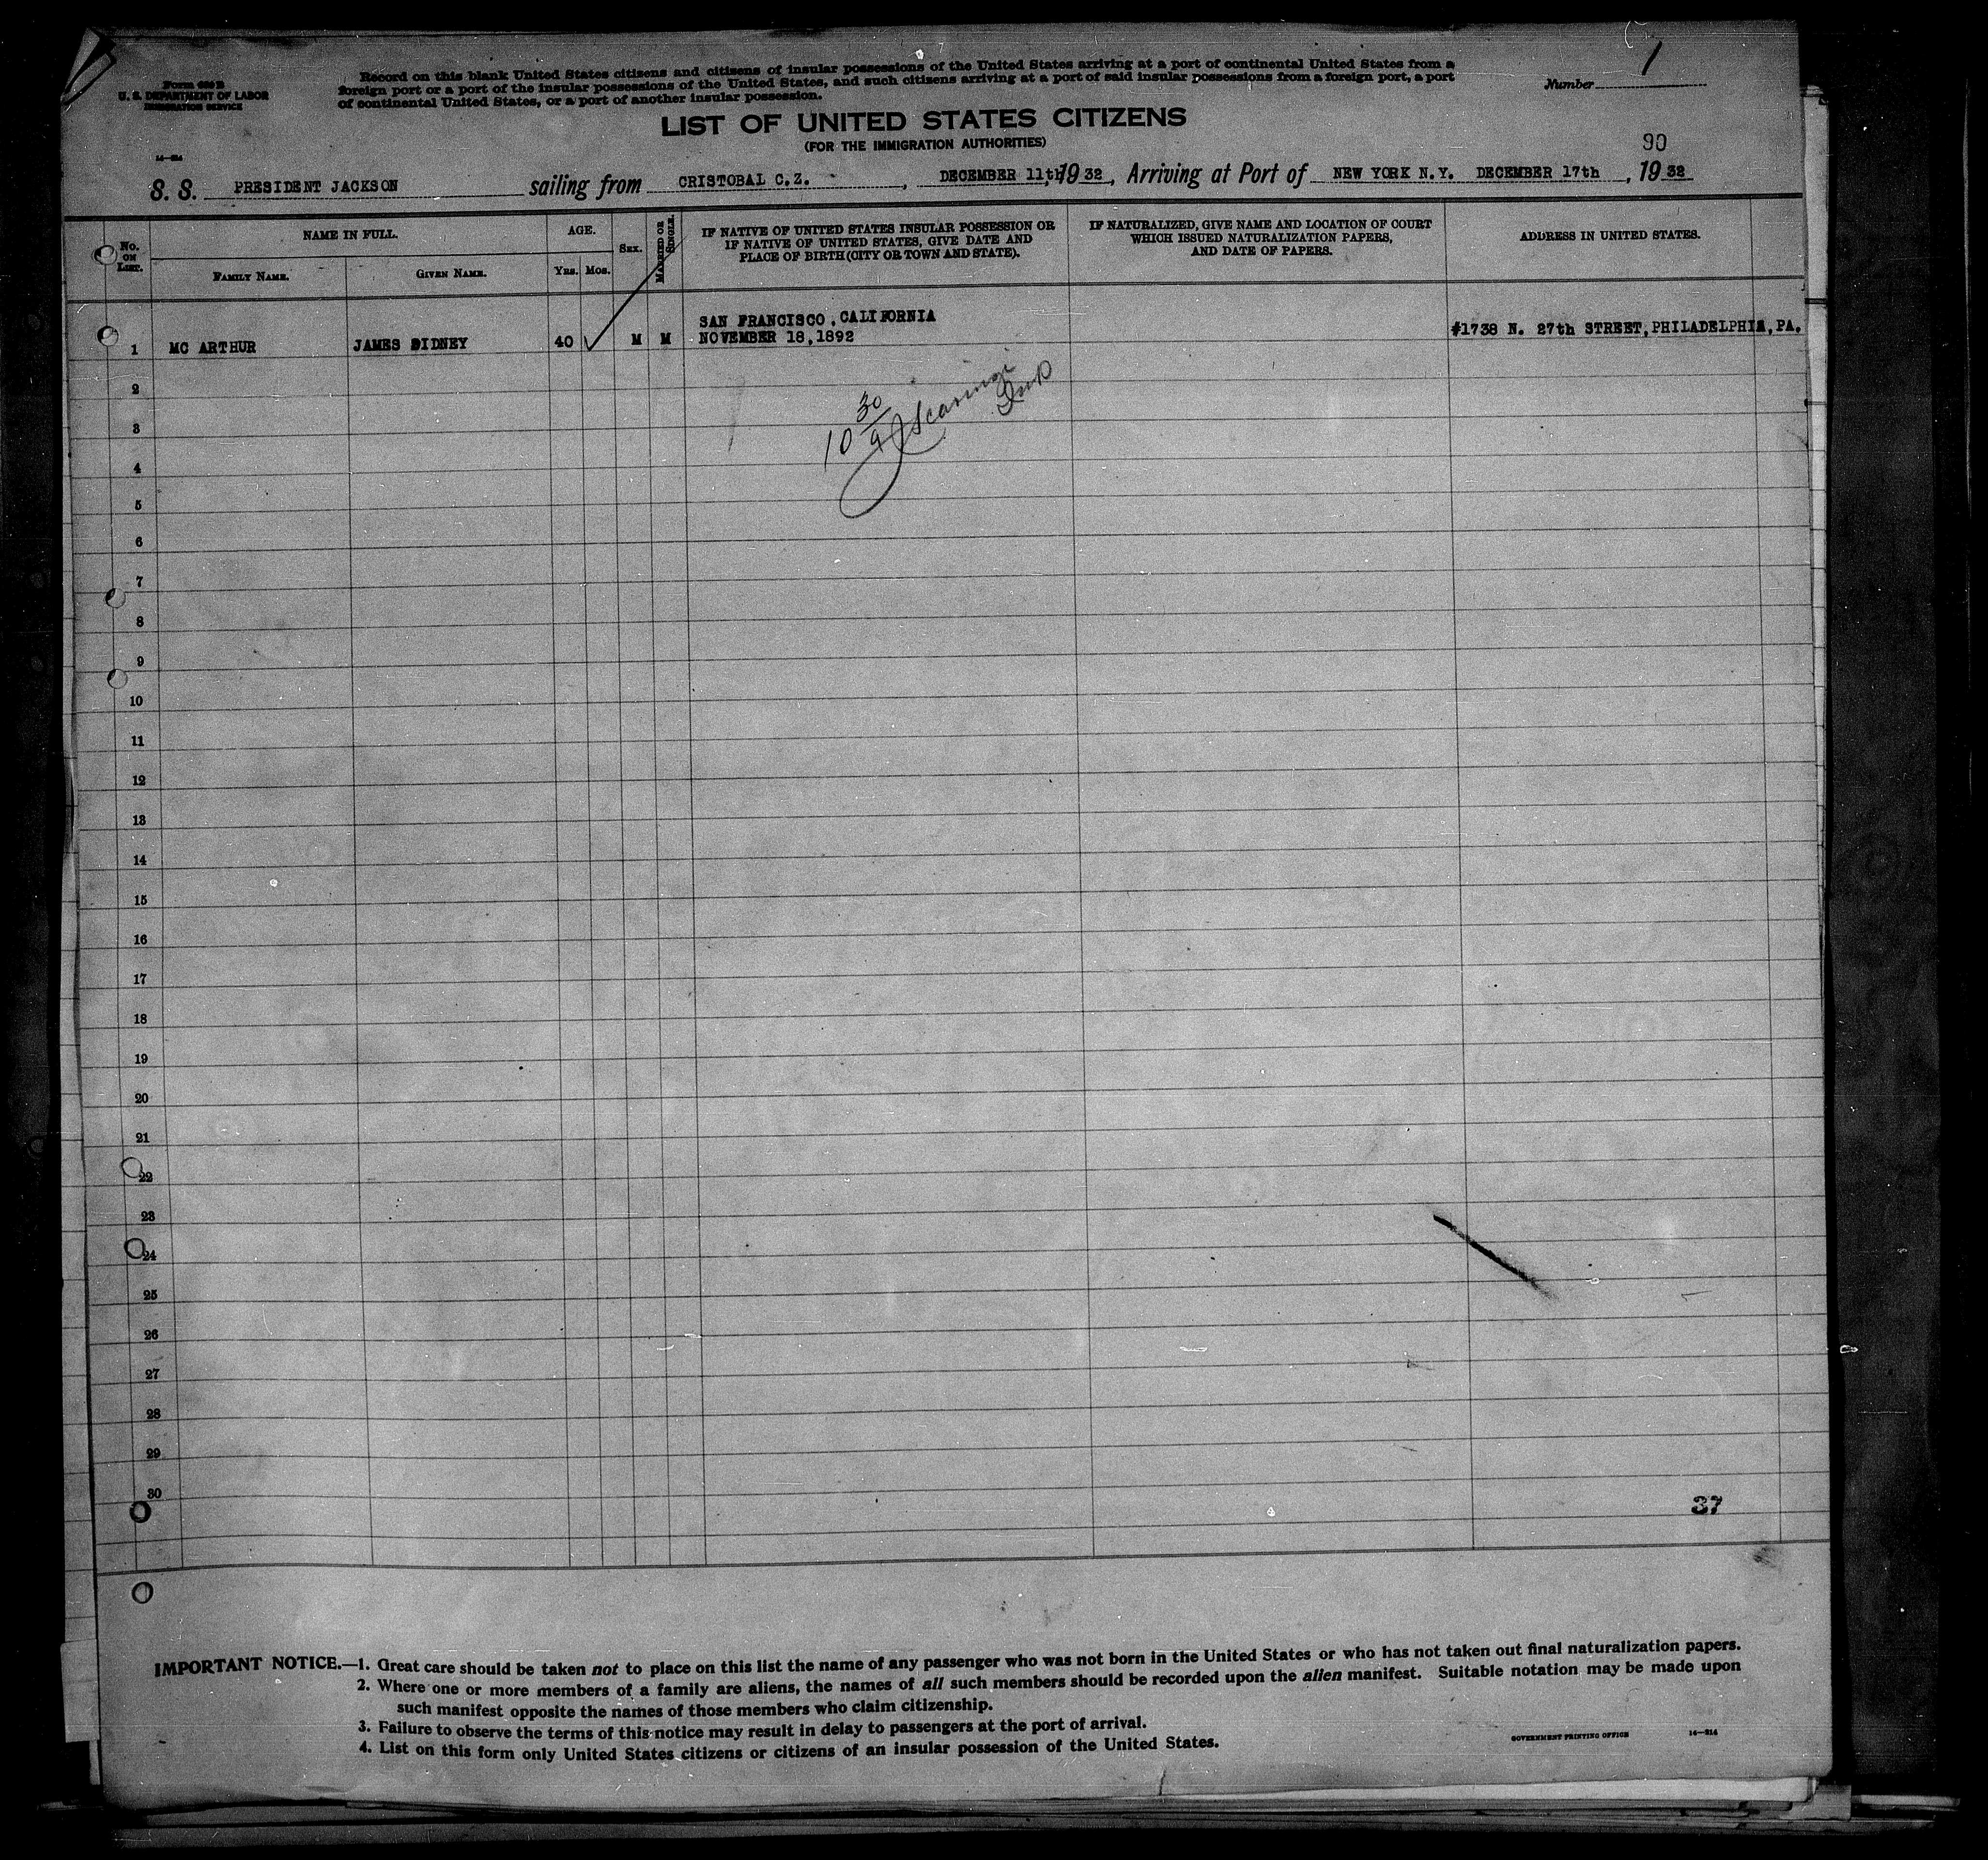 Form 630 B
U. S. DEPARTMENT OF LABOR
IMMIGRATION SERVICE
14—214
Record on this blank United States citizens and citizens of insular possessions of the United States arriving at a port of continental United States from a
foreign port or a port of the insular possessions of the United States, and such citizens arriving at a port of said insular possessions from a foreign port, a port
of continental United States, or a port of another insular possession.
Number 1
LIST OF UNITED STATES CITIZENS
(FOR THE IMMIGRATION AUTHORITIES)
90
S. S. PRESIDENT JACKSON sailing from CRISTOBAL C.Z. , DECEMBER 11th, 1932, Arriving at Port of NEW YORK N.Y. DECEMBER 17th , 1932
No. ON LIST.
NAME IN FULL.
FAMILY NAME.
GIVEN NAME.
AGE.
YRS.
MOS.
SEX.
MARRIED OR SINGLE.
IF NATIVE OF UNITED STATES INSULAR POSSESSION OR
IF NATIVE OF UNITED STATES, GIVE DATE AND
PLACE OF BIRTH (CITY OR TOWN AND STATE).
IF NATURALIZED, GIVE NAME AND LOCATION OF COURT
WHICH ISSUED NATURALIZATION PAPERS,
AND DATE OF PAPERS.
ADDRESS IN UNITED STATES.
SAN FRANCISCO, CALIFORNIA
1 MC ARTHUR JAMES SIDNEY 40 M M NOVEMBER 18,1892 #1738 N. 27th STREET, PHILADELPHIA, PA.
10 30/9
2
3
4
5
6
7
8
9
10
11
12
13
14
15
16
17
18
19
20
21
22
23
24
25
26
27
28
29
30
37
IMPORTANT NOTICE.—1. Great care should be taken not to place on this list the name of any passenger who was not born in the United States or who has not taken out final naturalization papers.
2. Where one or more members of a family are aliens, the names of all such members should be recorded upon the alien manifest. Suitable notation may be made upon
such manifest opposite the names of those members who claim citizenship.
3. Failure to observe the terms of this notice may result in delay to passengers at the port of arrival.
4. List on this form only United States citizens or citizens of an insular possession of the United States.
GOVERNMENT PRINTING OFFICE
14—214